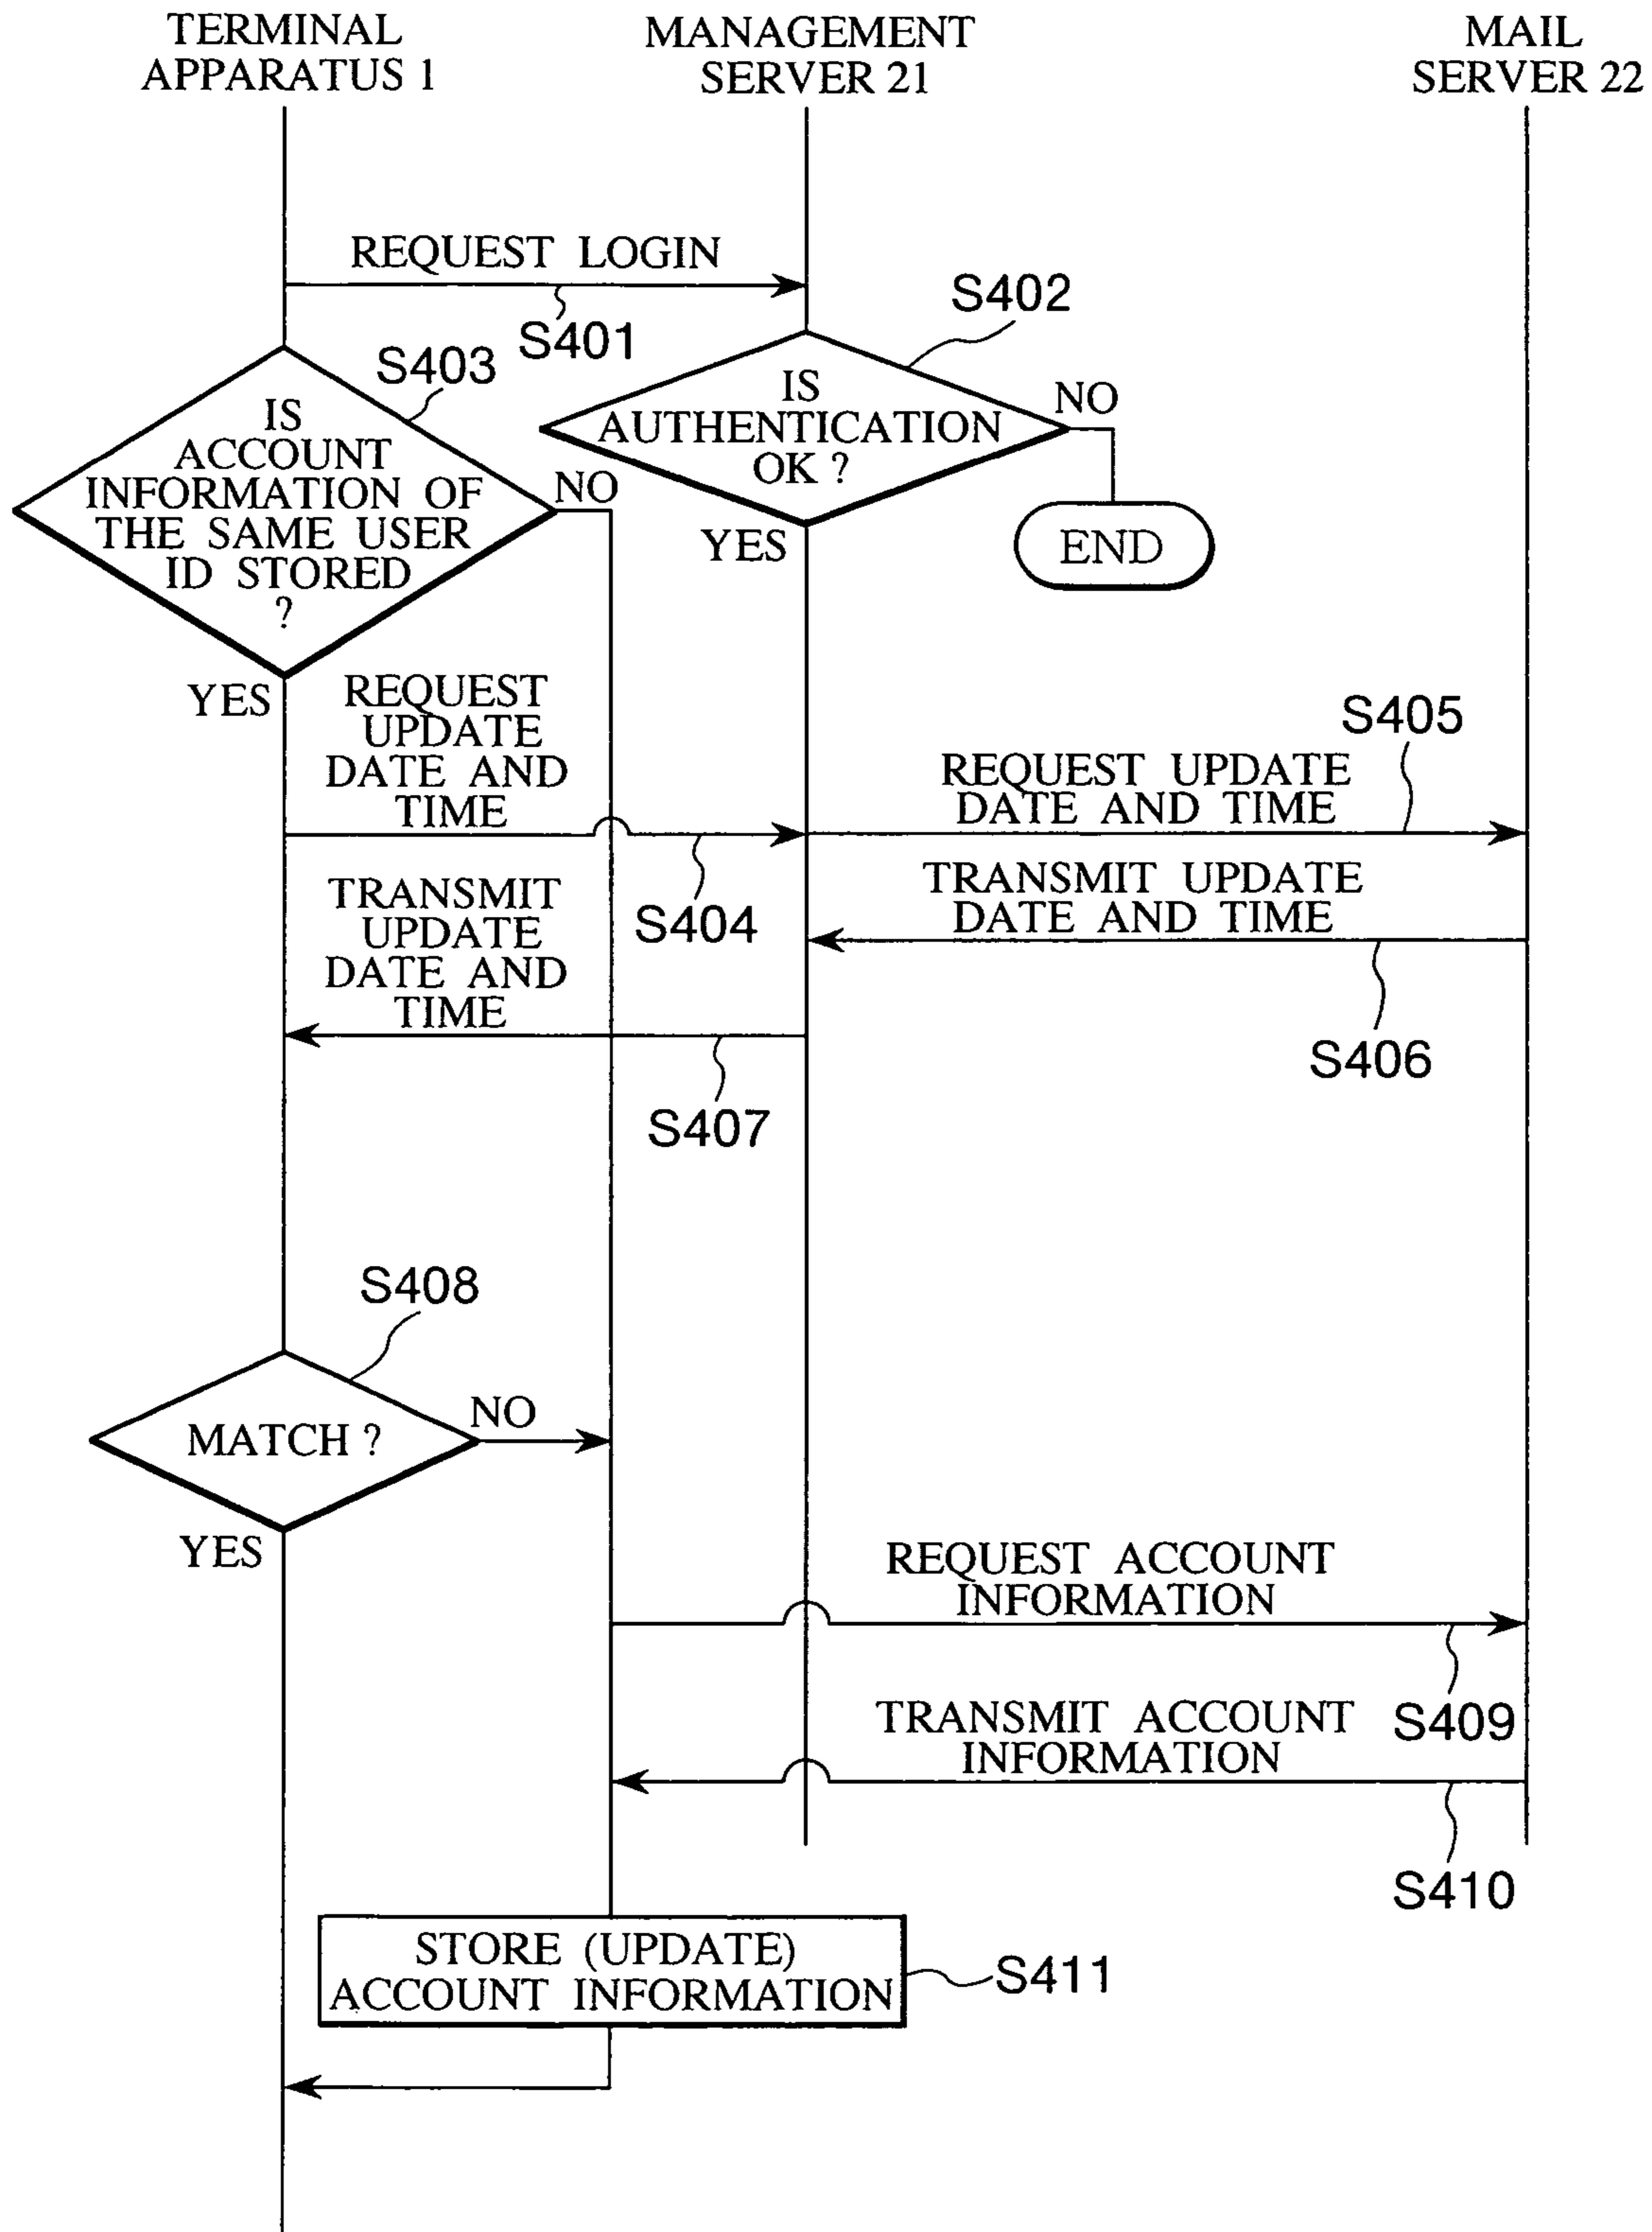 TERMINAL
APPARATUS 1
MANAGEMENT
SERVER 21
MAIL
SERVER 22
REQUEST LOGIN
S401
S402
S403
IS
AUTHENTICATION
OK ?
NO
END
YES
IS
ACCOUNT
INFORMATION OF
THE SAME USER
ID STORED
?
NO
YES
REQUEST
UPDATE
DATE AND
TIME
S404
S405
REQUEST UPDATE
DATE AND TIME
TRANSMIT UPDATE
DATE AND TIME
S406
TRANSMIT
UPDATE
DATE AND
TIME
S407
S408
MATCH ?
NO
YES
REQUEST ACCOUNT
INFORMATION
S409
TRANSMIT ACCOUNT
INFORMATION
S410
STORE (UPDATE)
ACCOUNT INFORMATION
S411